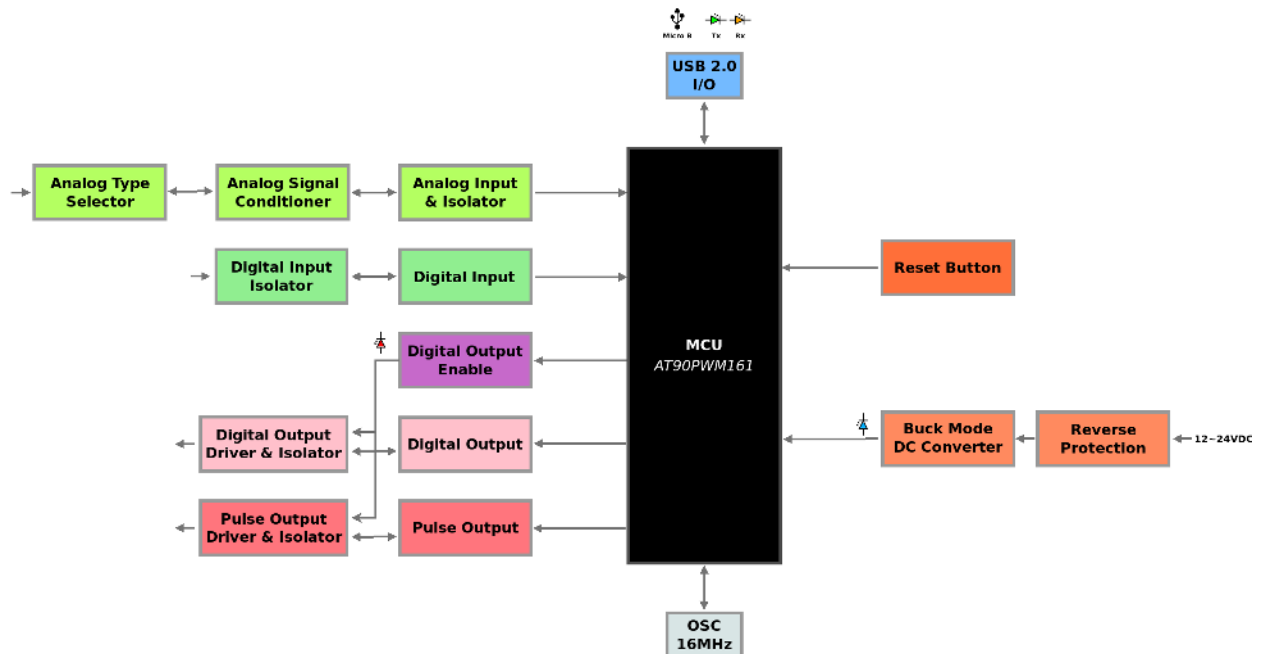 Micro B
Tx
Rx
USB 2.0
I/O
Analog Type
Selector
Analog Signal
Conditioner
Analog Input
& Isolator
Digital Input
Isolator
Digital Input
Reset Button
Digital Output
Enable
MCU
AT90PWM161
Digital Output
Driver & Isolator
Digital Output
Buck Mode
DC Converter
Reverse
Protection
12~24VDC
Pulse Output
Driver & Isolator
Pulse Output
OSC
16MHz